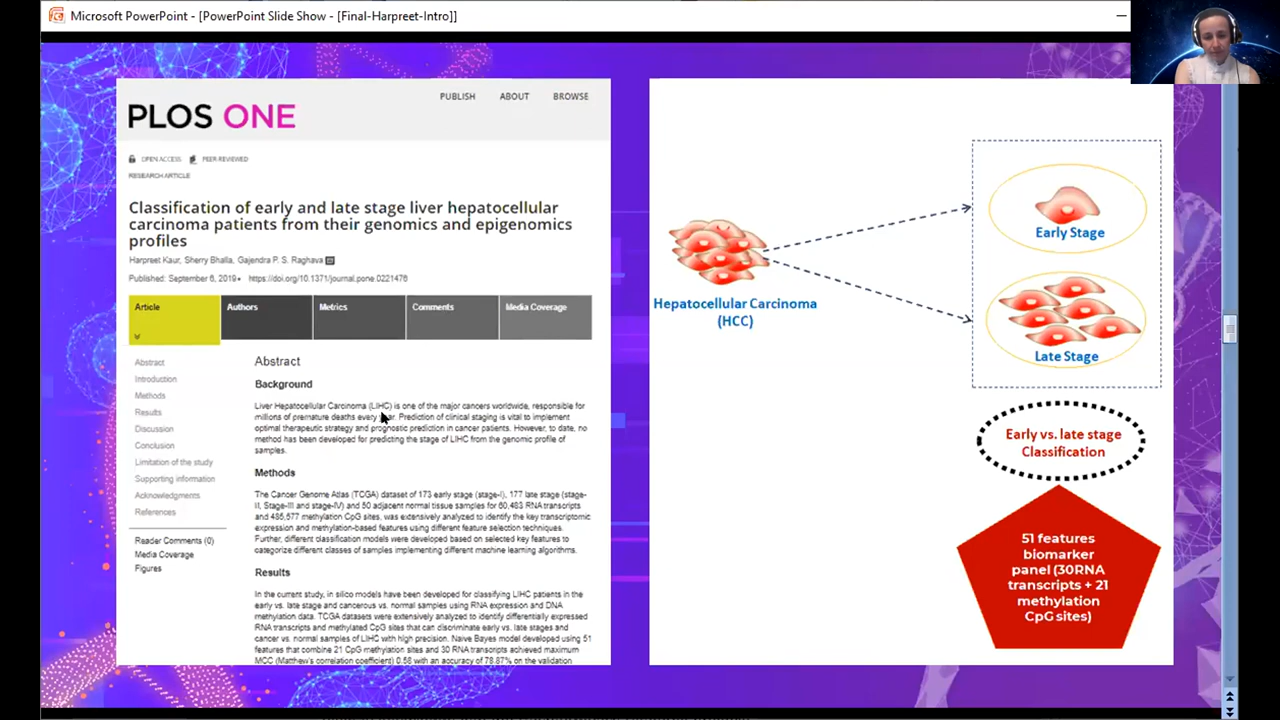 Microsoft PowerPoint - [PowerPoint Slide Show - [Final-Harpreet-Intro]]
PUBLISH ABOUT BROWSE
PLOS ONE
OPEN ACCESS PEER-REVIEWED
RESEARCH ARTICLE
Classification of early and late stage liver hepatocellular
carcinoma patients from their genomics and epigenomics
profiles
Harpreet Kaur, Sherry Bhalla, Gajendra P. S. Raghava
Published: September 6, 2019 • https://doi.org/10.1371/journal.pone.0221476
Article Authors Metrics Comments Media Coverage
Abstract
Introduction
Methods
Results
Discussion
Conclusion
Limitation of the study
Supporting information
Acknowledgments
References
Reader Comments (0)
Media Coverage
Figures
Abstract
Background
Liver Hepatocellular Carcinoma (LIHC) is one of the major cancers worldwide, responsible for
millions of premature deaths every Prediction of clinical staging is vital to implement
optimal therapeutic strategy and prognostic prediction in cancer patients. However, to date, no
method has been developed for predicting the stage of LIHC from the genomic profile of
samples.
Methods
The Cancer Genome Atlas (TCGA) dataset of 173 early stage (stage-I), 177 late stage (stage-
II, Stage-III and stage-IV) and 50 adjacent normal tissue samples for 60,483 RNA transcripts
and 485,577 methylation CpG sites, was extensively analyzed to identify the key transcriptomic
expression and methylation-based features using different feature selection techniques.
Further, different classification models were developed based on selected key features to
categorize different classes of samples implementing different machine learning algorithms.
Results
In the current study, in silico models have been developed for classifying LIHC patients in the
early vs. late stage and cancerous vs. normal samples using RNA expression and DNA
methylation data. TCGA datasets were extensively analyzed to identify differentially expressed
RNA transcripts and methylated CpG sites that can discriminate early vs. late stages and
cancer vs. normal samples of LIHC with high precision. Naive Bayes model developed using 51
features that combine 21 CpG methylation sites and 30 RNA transcripts achieved maximum
MCC (Matthew's correlation coefficient) 0.58 with an accuracy of 78.87% on the validation
Hepatocellular Carcinoma
(HCC)
Early Stage
Late Stage
Early vs. late stage
Classification
51 features
biomarker
panel (30RNA
transcripts + 21
methylation
CpG sites)